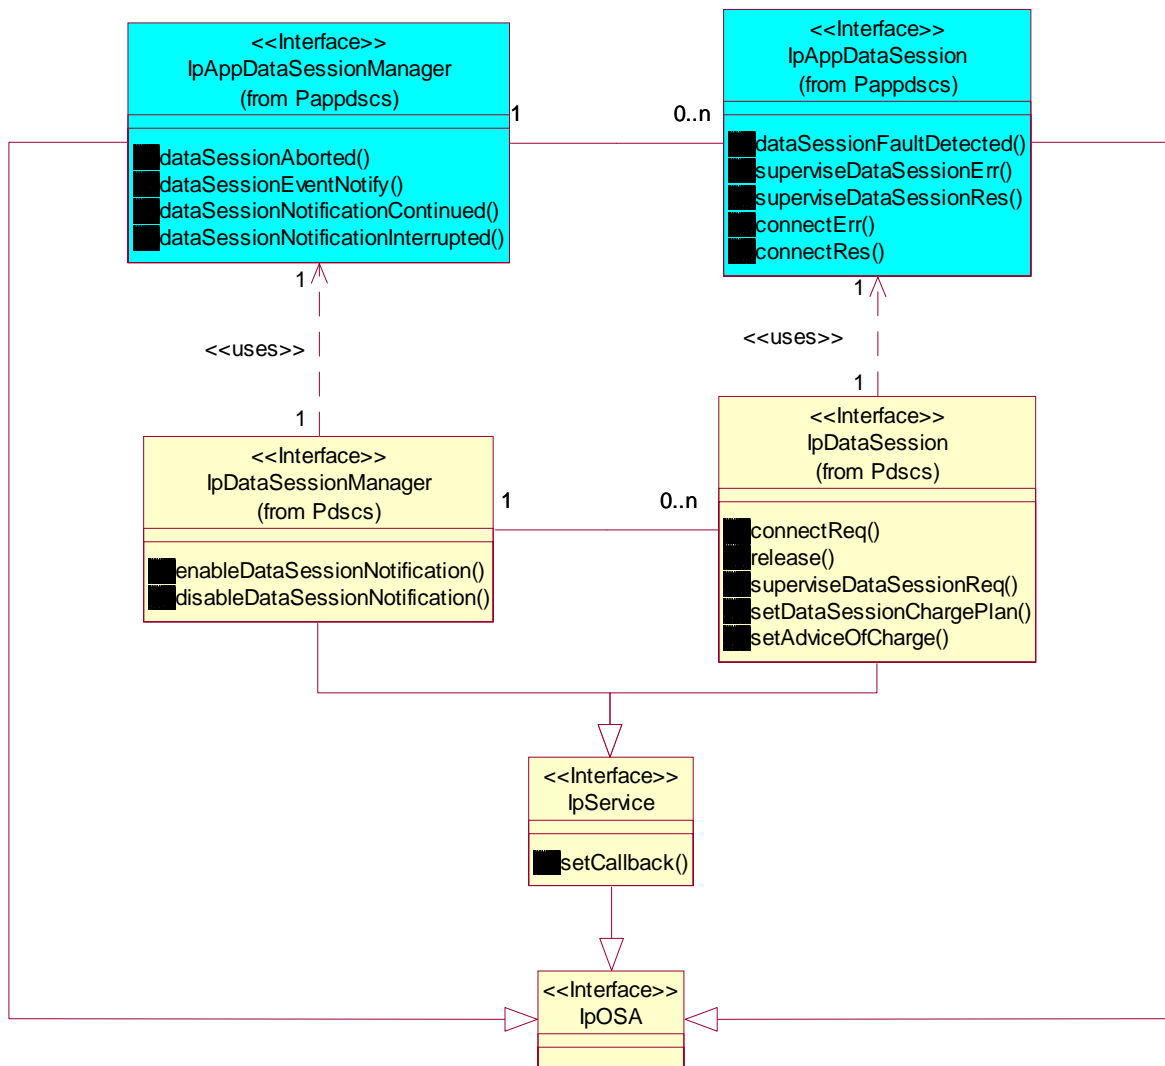 <<Interface>>
IpAppDataSessionManager
(from Pappdscs)
dataSessionAborted()
dataSessionEventNotify()
dataSessionNotificationContinued()
dataSessionNotificationInterrupted()
1
0..n
<<Interface>>
IpAppDataSession
(from Pappdscs)
dataSessionFaultDetected()
superviseDataSessionErr()
superviseDataSessionRes()
connectErr()
connectRes()
1
<<uses>>
1
1
<<uses>>
1
<<Interface>>
IpDataSessionManager
(from Pdscs)
enableDataSessionNotification()
disableDataSessionNotification()
1
0..n
<<Interface>>
IpDataSession
(from Pdscs)
connectReq()
release()
superviseDataSessionReq()
setDataSessionChargePlan()
setAdviceOfCharge()
<<Interface>>
IpService
setCallback()
<<Interface>>
IpOSA